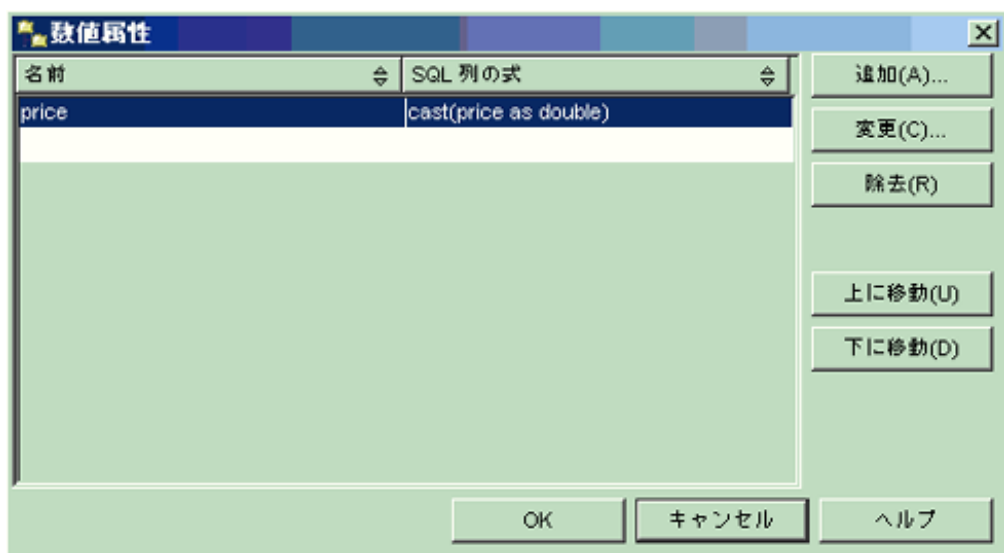 数値属性
名前 SQL 列の式
price cast(price as double)
追加(A)...
変更(C)...
除去(R)
上に移動(U)
下に移動(D)
OK キャンセル ヘルプ